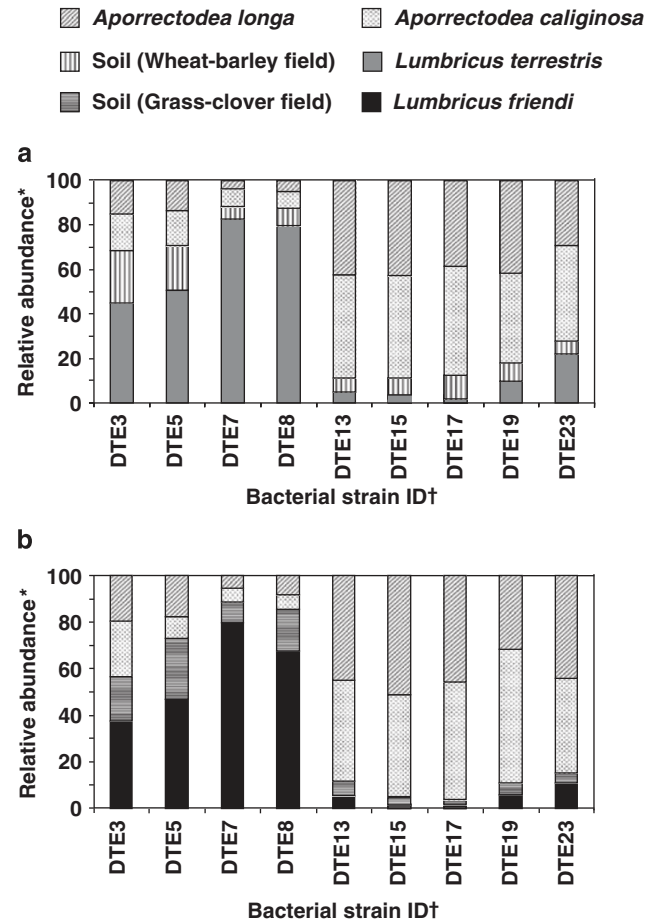 Aporrectodea longa
Aporrectodea caliginosa
Soil (Wheat-barley field)
Lumbricus terrestris
Soil (Grass-clover field)
Lumbricus friendi
a
100
80
60
40
20
0
Relative abundance*
DTE3
DTE5
DTE7
DTE8
DTE13
DTE15
DTE17
DTE19
DTE23
Bacterial strain ID†
b
100
80
60
40
20
0
Relative abundance*
DTE3
DTE5
DTE7
DTE8
DTE13
DTE15
DTE17
DTE19
DTE23
Bacterial strain ID†